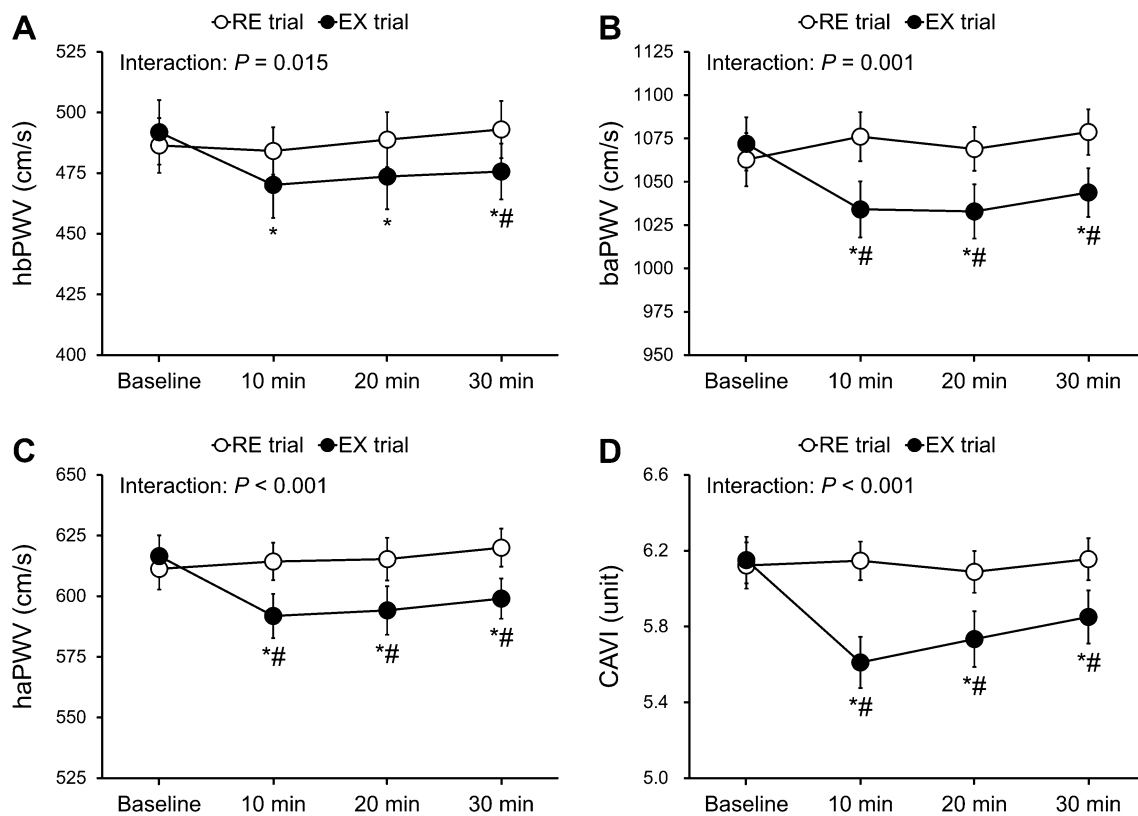 A
○RE trial ●EX trial
Interaction: P = 0.015
hbPWV (cm/s)
525
500
475
450
425
400
*
*
*#
Baseline 10 min 20 min 30 min
B
○RE trial ●EX trial
Interaction: P = 0.001
baPWV (cm/s)
1125
1100
1075
1050
1025
1000
975
950
*#
*#
*#
Baseline 10 min 20 min 30 min
C
○RE trial ●EX trial
Interaction: P < 0.001
haPWV (cm/s)
650
625
600
575
550
525
*#
*#
*#
Baseline 10 min 20 min 30 min
D
○RE trial ●EX trial
Interaction: P < 0.001
CAVI (unit)
6.6
6.2
5.8
5.4
5.0
*#
*#
*#
Baseline 10 min 20 min 30 min